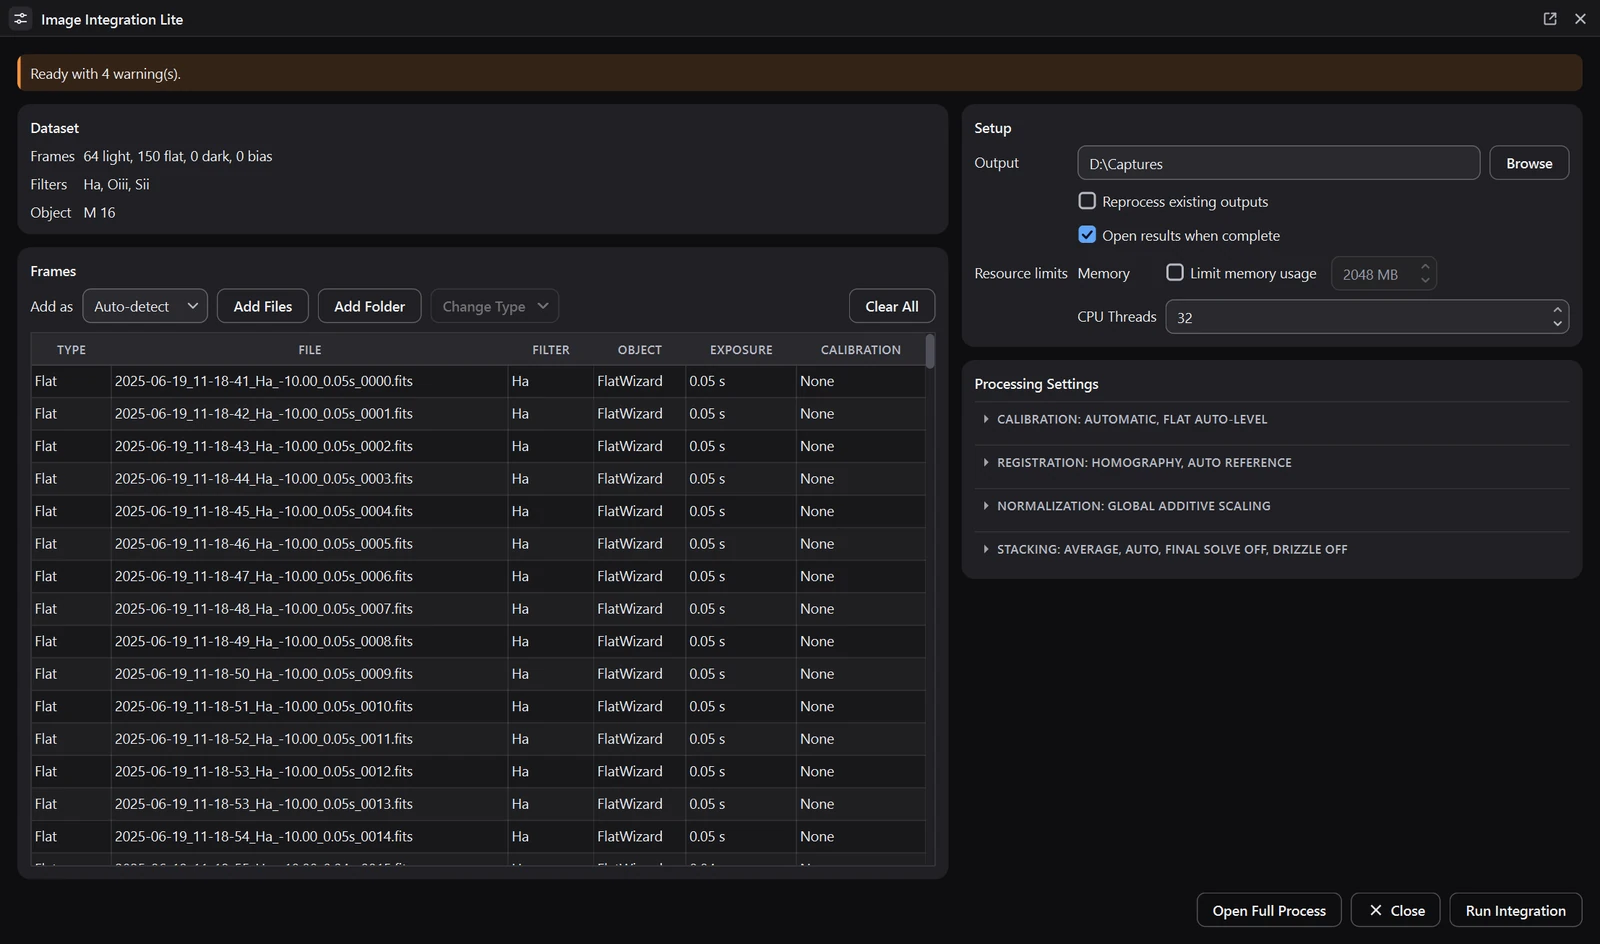 Image Integration Lite
Ready with 4 warning(s).
Dataset
Frames 64 light, 150 flat, 0 dark, 0 bias
Filters Ha, Oiii, Sii
Object M 16
Frames
Add as Auto-detect Add Files Add Folder Change Type Clear All
TYPE FILE FILTER OBJECT EXPOSURE CALIBRATION
Flat 2025-06-19_11-18-41_Ha_-10.00_0.05s_0000.fits Ha FlatWizard 0.05 s None
Flat 2025-06-19_11-18-42_Ha_-10.00_0.05s_0001.fits Ha FlatWizard 0.05 s None
Flat 2025-06-19_11-18-43_Ha_-10.00_0.05s_0002.fits Ha FlatWizard 0.05 s None
Flat 2025-06-19_11-18-44_Ha_-10.00_0.05s_0003.fits Ha FlatWizard 0.05 s None
Flat 2025-06-19_11-18-45_Ha_-10.00_0.05s_0004.fits Ha FlatWizard 0.05 s None
Flat 2025-06-19_11-18-46_Ha_-10.00_0.05s_0005.fits Ha FlatWizard 0.05 s None
Flat 2025-06-19_11-18-47_Ha_-10.00_0.05s_0006.fits Ha FlatWizard 0.05 s None
Flat 2025-06-19_11-18-48_Ha_-10.00_0.05s_0007.fits Ha FlatWizard 0.05 s None
Flat 2025-06-19_11-18-49_Ha_-10.00_0.05s_0008.fits Ha FlatWizard 0.05 s None
Flat 2025-06-19_11-18-50_Ha_-10.00_0.05s_0009.fits Ha FlatWizard 0.05 s None
Flat 2025-06-19_11-18-51_Ha_-10.00_0.05s_0010.fits Ha FlatWizard 0.05 s None
Flat 2025-06-19_11-18-52_Ha_-10.00_0.05s_0011.fits Ha FlatWizard 0.05 s None
Flat 2025-06-19_11-18-53_Ha_-10.00_0.05s_0012.fits Ha FlatWizard 0.05 s None
Flat 2025-06-19_11-18-53_Ha_-10.00_0.05s_0013.fits Ha FlatWizard 0.05 s None
Flat 2025-06-19_11-18-54_Ha_-10.00_0.05s_0014.fits Ha FlatWizard 0.05 s None
Setup
Output D:\Captures Browse
Reprocess existing outputs
Open results when complete
Resource limits Memory Limit memory usage 2048 MB
CPU Threads 32
Processing Settings
CALIBRATION: AUTOMATIC, FLAT AUTO-LEVEL
REGISTRATION: HOMOGRAPHY, AUTO REFERENCE
NORMALIZATION: GLOBAL ADDITIVE SCALING
STACKING: AVERAGE, AUTO, FINAL SOLVE OFF, DRIZZLE OFF
Open Full Process Close Run Integration